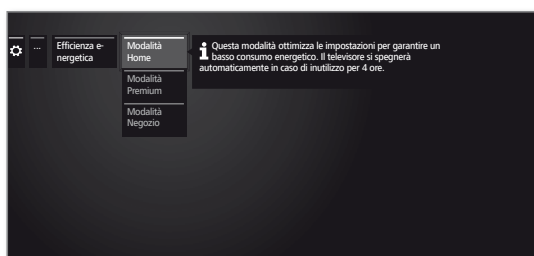 ...
Efficienza e-
nergetica
Modalità
Home
Questa modalità ottimizza le impostazioni per garantire un
basso consumo energetico. Il televisore si spegnerà
automaticamente in caso di inutilizzo per 4 ore.
Modalità
Premium
Modalità
Negozio